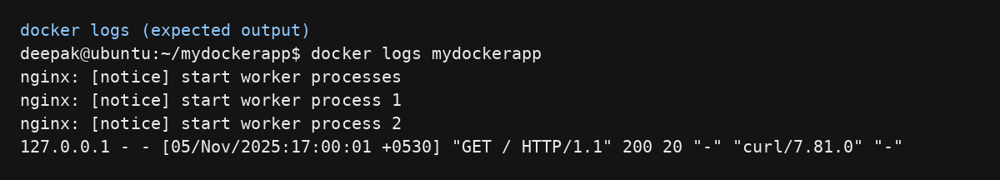 docker logs (expected output)
deepak@ubuntu:~/mydockerapp$ docker logs mydockerapp
nginx: [notice] start worker processes
nginx: [notice] start worker process 1
nginx: [notice] start worker process 2
127.0.0.1 - - [05/Nov/2025:17:00:01 +0530] "GET / HTTP/1.1" 200 20 "-" "curl/7.81.0" "-"